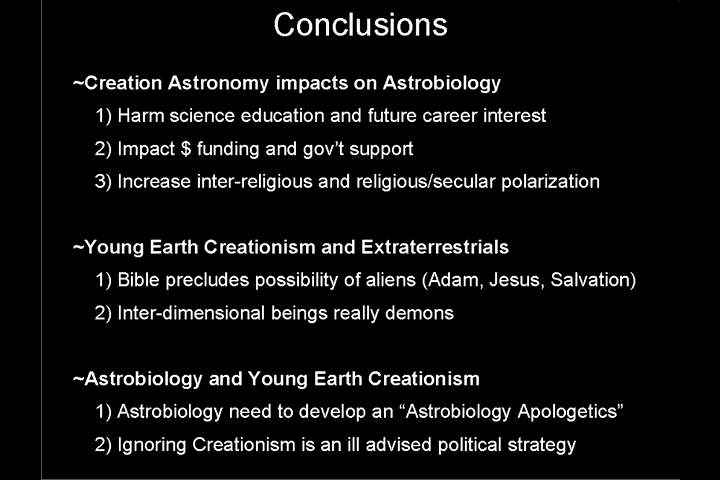 Conclusions
~Creation Astronomy impacts on Astrobiology
1) Harm science education and future career interest
2) Impact $ funding and gov’t support
3) Increase inter-religious and religious/secular polarization
~Young Earth Creationism and Extraterrestrials
1) Bible precludes possibility of aliens (Adam, Jesus, Salvation)
2) Inter-dimensional beings really demons
~Astrobiology and Young Earth Creationism
1) Astrobiology need to develop an “Astrobiology Apologetics”
2) Ignoring Creationism is an ill advised political strategy